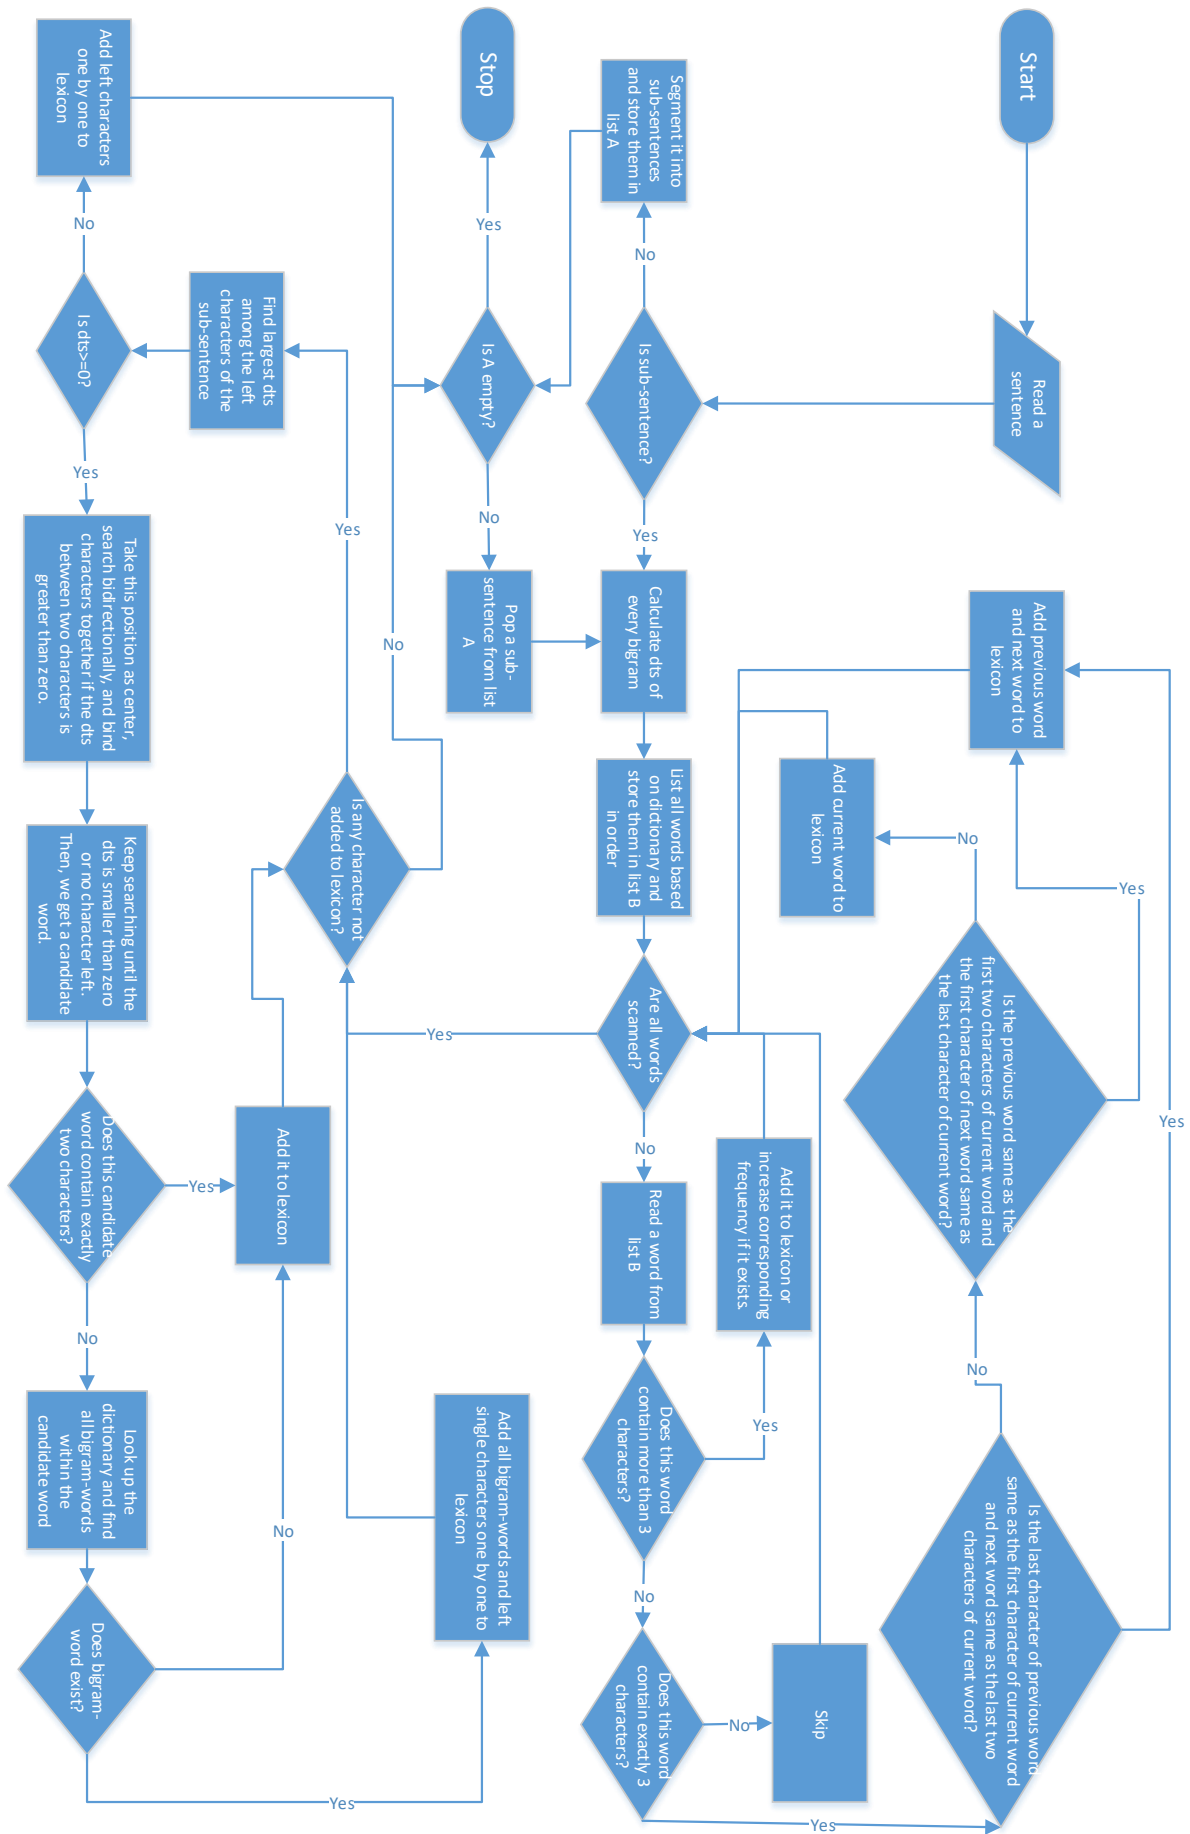 Start
Read a
sentence
Is sub-sentence?
No
Yes
Segment it into
sub-sentences
and store them in
list A
Is A empty?
Yes
No
Stop
Pop a sub-
sentence from list
A
Calculate dts of
every bigram
List all words based
on dictionary and
store them in list B
in order
Are all words
scanned?
Yes
No
Read a word from
list B
Does this word
contain more than 3
characters?
Yes
No
Add it to lexicon or
increase corresponding
frequency if it exists.
Does this word
contain exactly 3
characters?
No
Yes
Skip
Is the last character of previous word
same as the first character of current word
and next word same as the last two
characters of current word?
Yes
No
Is the previous word same as the
first two characters of current word and
the first character of next word same as
the last character of current word?
Yes
No
Add previous word
and next word to
lexicon
Add current word to
lexicon
Is any character not
added to lexicon?
Yes
No
Find largest dts
among the left
characters of the
sub-sentence
Is dts>=0?
No
Yes
Add left characters
one by one to
lexicon
Take this position as center,
search bidirectionally, and bind
characters together if the dts
between two characters is
greater than zero.
Keep searching until the
dts is smaller than zero
or no character left.
Then, we get a candidate
word.
Does this candidate
word contain exactly
two characters?
Yes
No
Add it to lexicon
Look up the
dictionary and find
all bigram-words
within the
candidate word
Does bigram-
word exist?
No
Yes
Add all bigram-words and left
single characters one by one to
lexicon